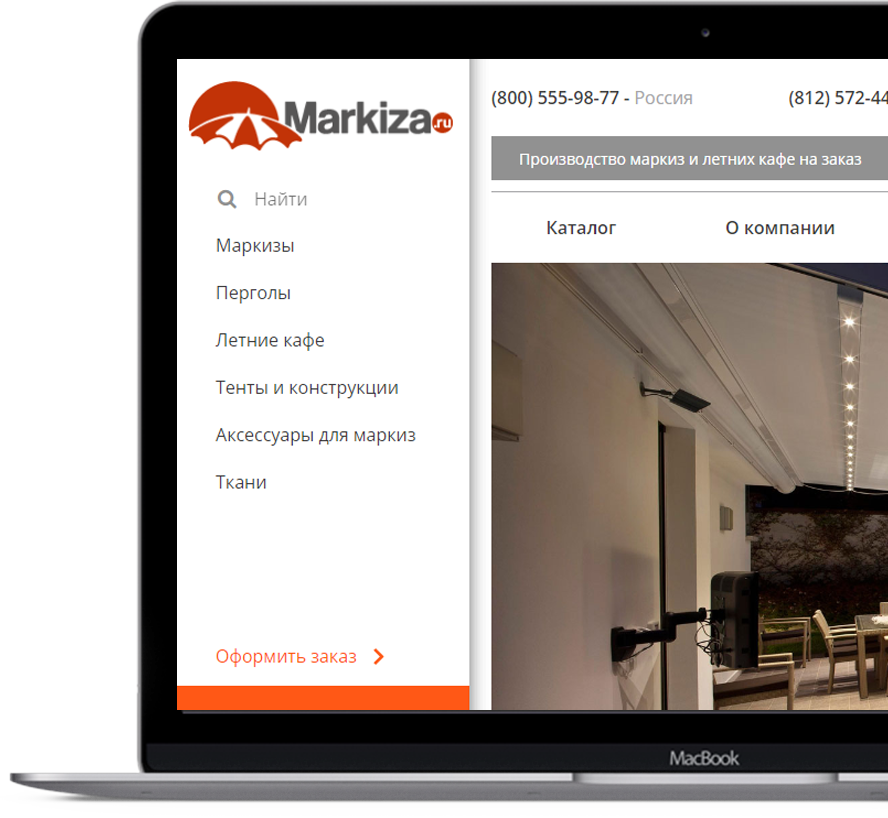 Markiza.ru
Найти
Маркизы
Перголы
Летние кафе
Тенты и конструкции
Аксессуары для маркиз
Ткани
Оформить заказ
(800) 555-98-77 - Россия
(812) 572-44
Производство маркиз и летних кафе на заказ
Каталог
О компании
MacBook